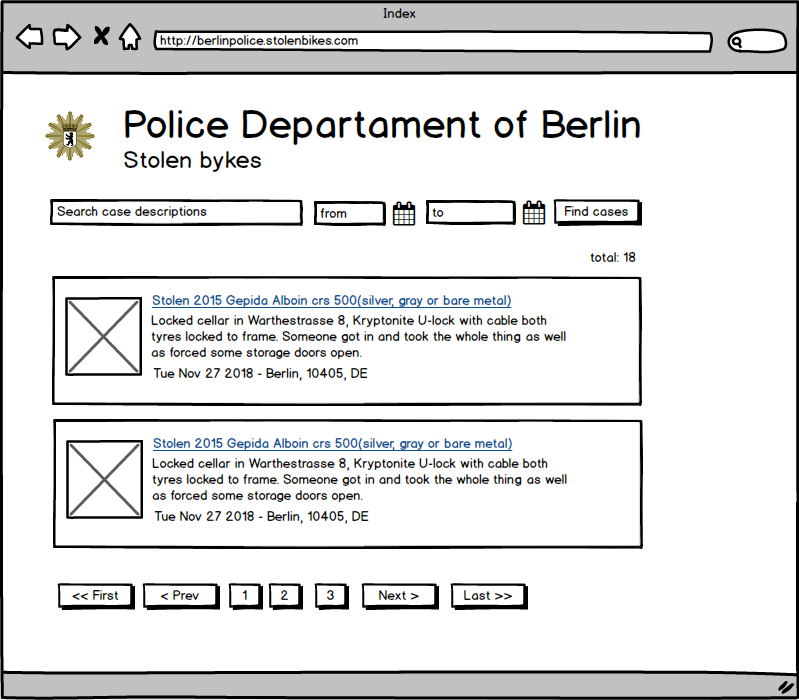 Index
http://berlinpolice.stolenbikes.com
Police Departament of Berlin
Stolen bykes
Search case descriptions
from
to
Find cases
total: 18
Stolen 2015 Gepida Alboin crs 500(silver, gray or bare metal)
Locked cellar in Warthestrasse 8, Kryptonite U-lock with cable both
tyres locked to frame. Someone got in and took the whole thing as well
as forced some storage doors open.
Tue Nov 27 2018 - Berlin, 10405, DE
Stolen 2015 Gepida Alboin crs 500(silver, gray or bare metal)
Locked cellar in Warthestrasse 8, Kryptonite U-lock with cable both
tyres locked to frame. Someone got in and took the whole thing as well
as forced some storage doors open.
Tue Nov 27 2018 - Berlin, 10405, DE
<< First
< Prev
1
2
3
Next >
Last >>